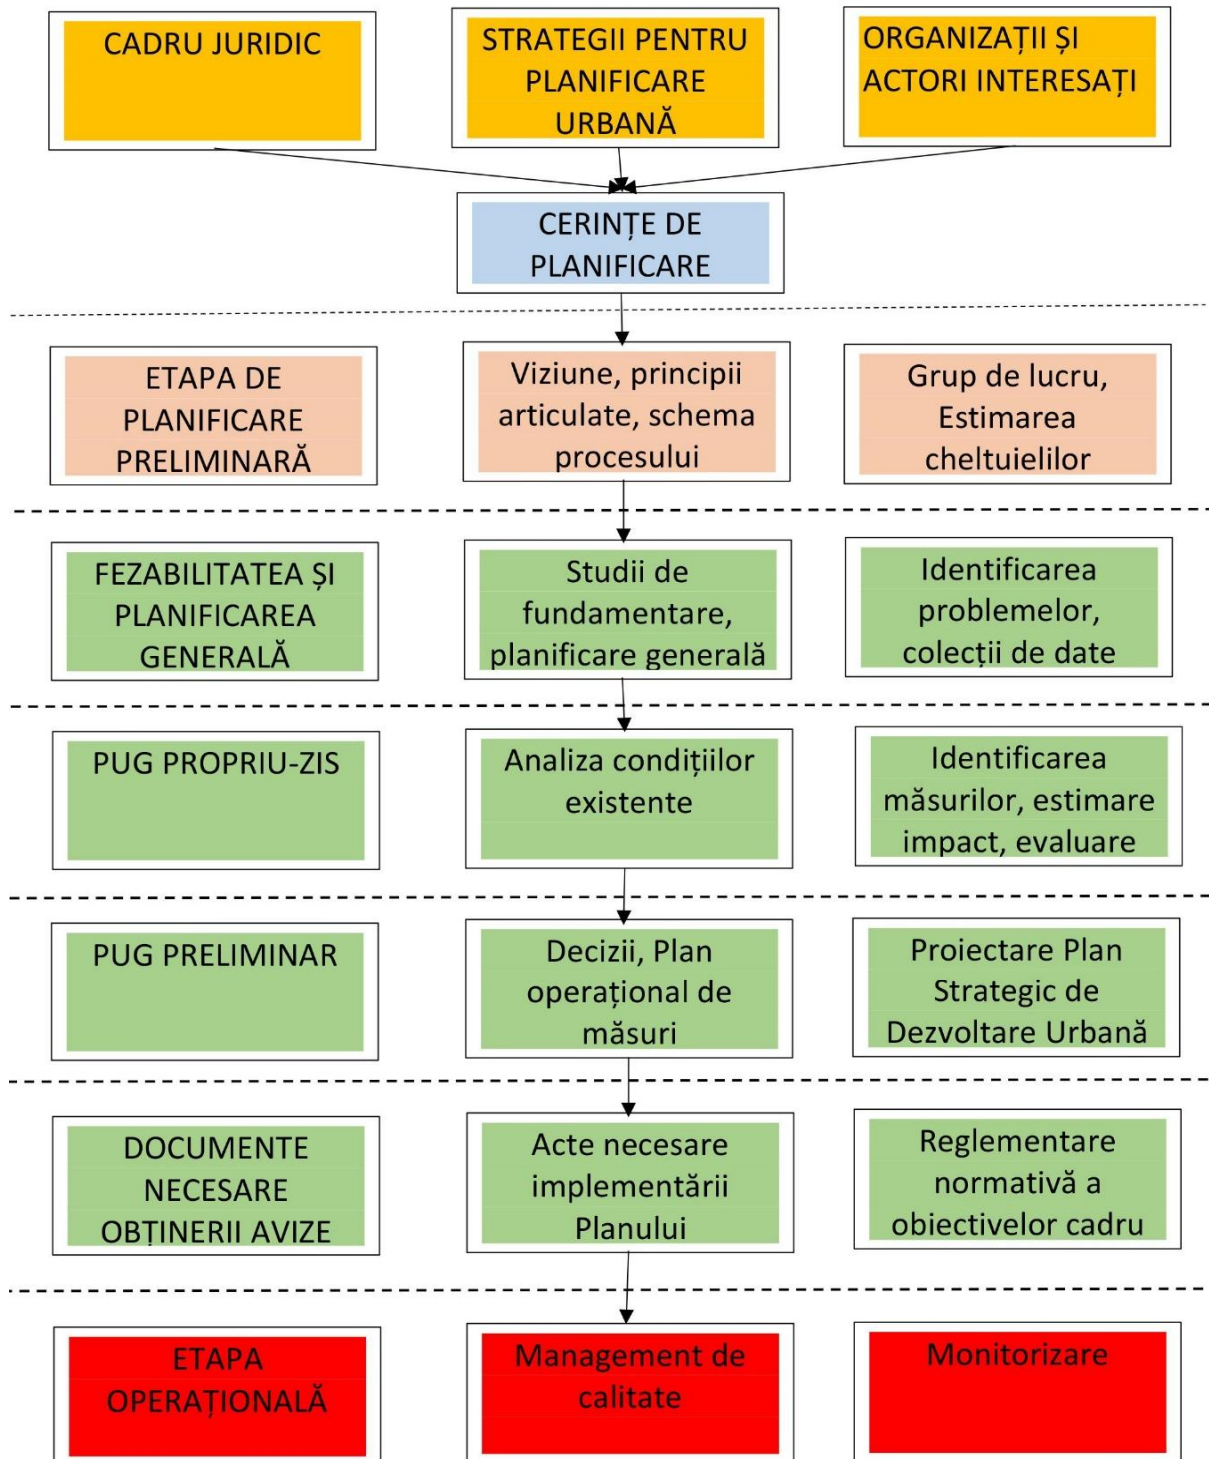 CADRU JURIDIC
STRATEGII PENTRU
PLANIFICARE
URBANĂ
ORGANIZAȚII ȘI
ACTORI INTERESAȚI
CERINȚE DE
PLANIFICARE
ETAPA DE
PLANIFICARE
PRELIMINARĂ
Viziune, principii
articulate, schema
procesului
Grup de lucru,
Estimarea
cheltuielilor
FEZABILITATEA ȘI
PLANIFICAREA
GENERALĂ
Studii de
fundamentare,
planificare generală
Identificarea
problemelor,
colecții de date
PUG PROPRIU-ZIS
Analiza condițiilor
existente
Identificarea
măsurilor, estimare
impact, evaluare
PUG PRELIMINAR
Decizii, Plan
operațional de
măsuri
Proiectare Plan
Strategic de
Dezvoltare Urbană
DOCUMENTE
NECESARE
OBȚINERII AVIZE
Acte necesare
implementării
Planului
Reglementare
normativă a
obiectivelor cadru
ETAPA
OPERAȚIONALĂ
Management de
calitate
Monitorizare